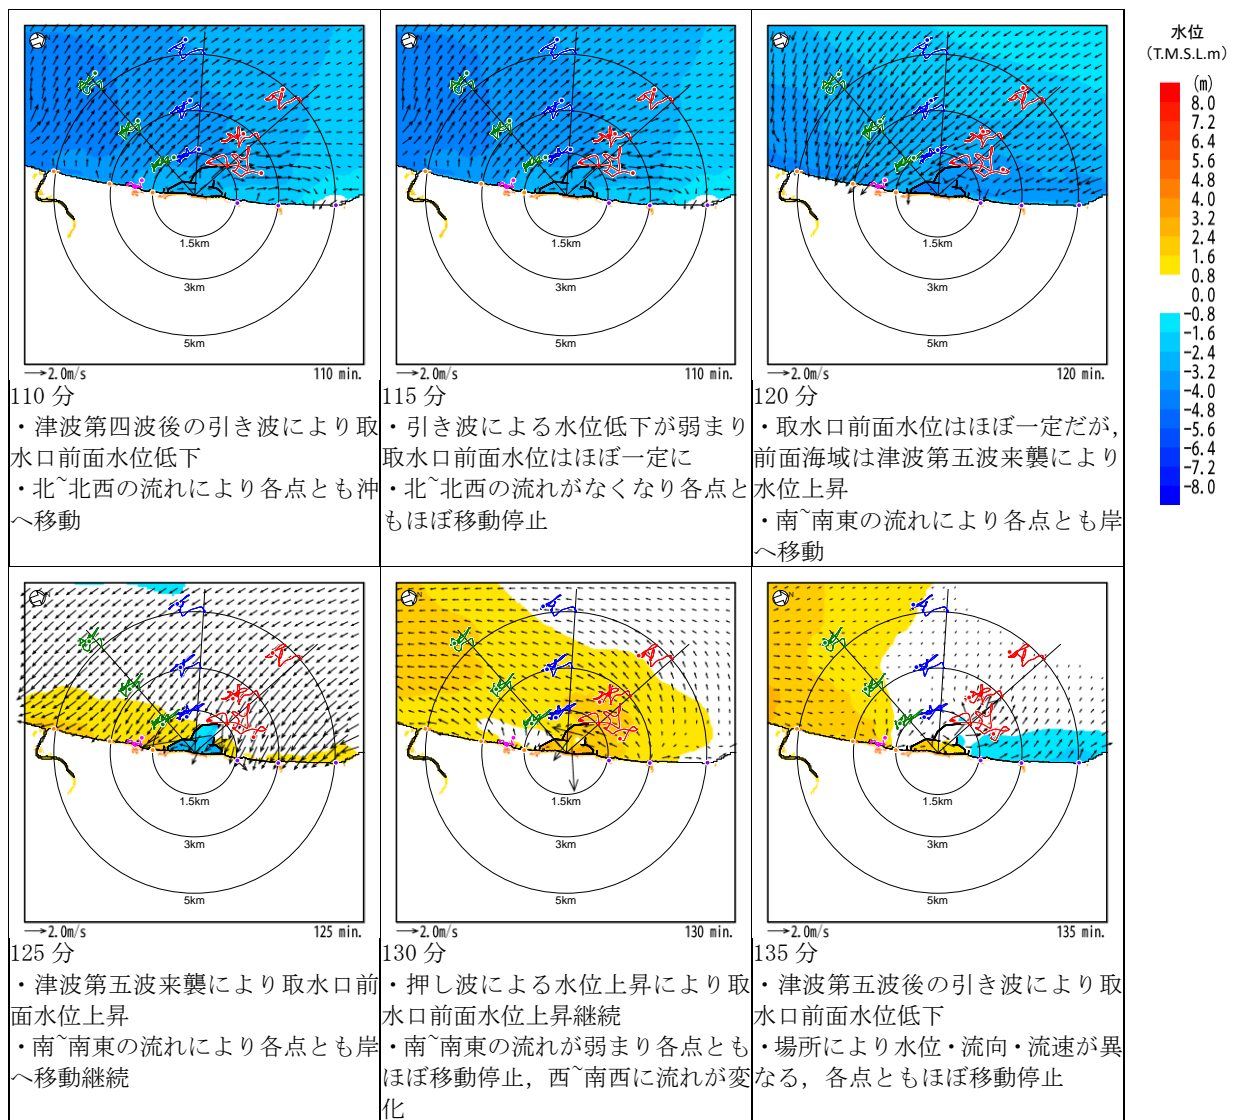 水位
(T.M.S.L.m)
(m)
8.0
7.2
6.4
5.6
4.8
4.0
3.2
2.4
1.6
0.8
0.0
-0.8
-1.6
-2.4
-3.2
-4.0
-4.8
-5.6
-6.4
-7.2
-8.0
N
1.5km
3km
5km
2.0m/s
110 min.
110 分
・津波第四波後の引き波により取
水口前面水位低下
・北~北西の流れにより各点とも沖
へ移動
N
1.5km
3km
5km
2.0m/s
110 min.
115 分
・引き波による水位低下が弱まり
取水口前面水位はほぼ一定に
・北~北西の流れがなくなり各点と
もほぼ移動停止
N
1.5km
3km
5km
2.0m/s
120 min.
120 分
・取水口前面水位はほぼ一定だが，
前面海域は津波第五波来襲により
水位上昇
・南~南東の流れにより各点とも岸
へ移動
N
1.5km
3km
5km
2.0m/s
125 min.
125 分
・津波第五波来襲により取水口前
面水位上昇
・南~南東の流れにより各点とも岸
へ移動継続
N
1.5km
3km
5km
2.0m/s
130 min.
130 分
・押し波による水位上昇により取
水口前面水位上昇継続
・南~南東の流れが弱まり各点とも
ほぼ移動停止，西~南西に流れが変
化
N
1.5km
3km
5km
2.0m/s
135 min.
135 分
・津波第五波後の引き波により取
水口前面水位低下
・場所により水位・流向・流速が異
なる，各点ともほぼ移動停止